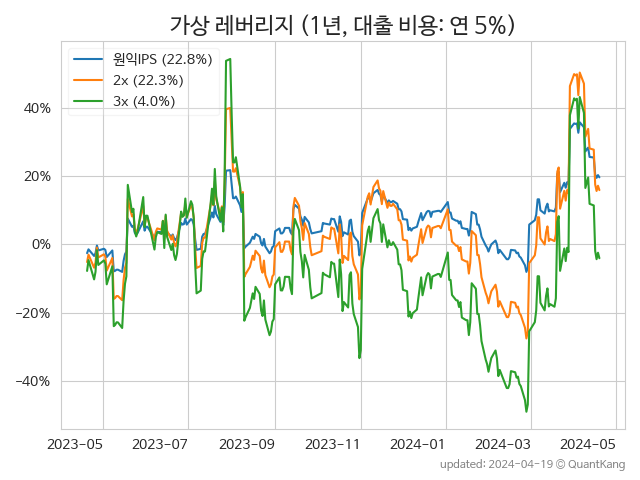 가상 레버리지 (1년, 대출 비용: 연 5%)
원익IPS (22.8%)
2x (22.3%)
3x (4.0%)
40%
20%
0%
−20%
−40%
2023-05 2023-07 2023-09 2023-11 2024-01 2024-03 2024-05
updated: 2024-04-19 © QuantKang